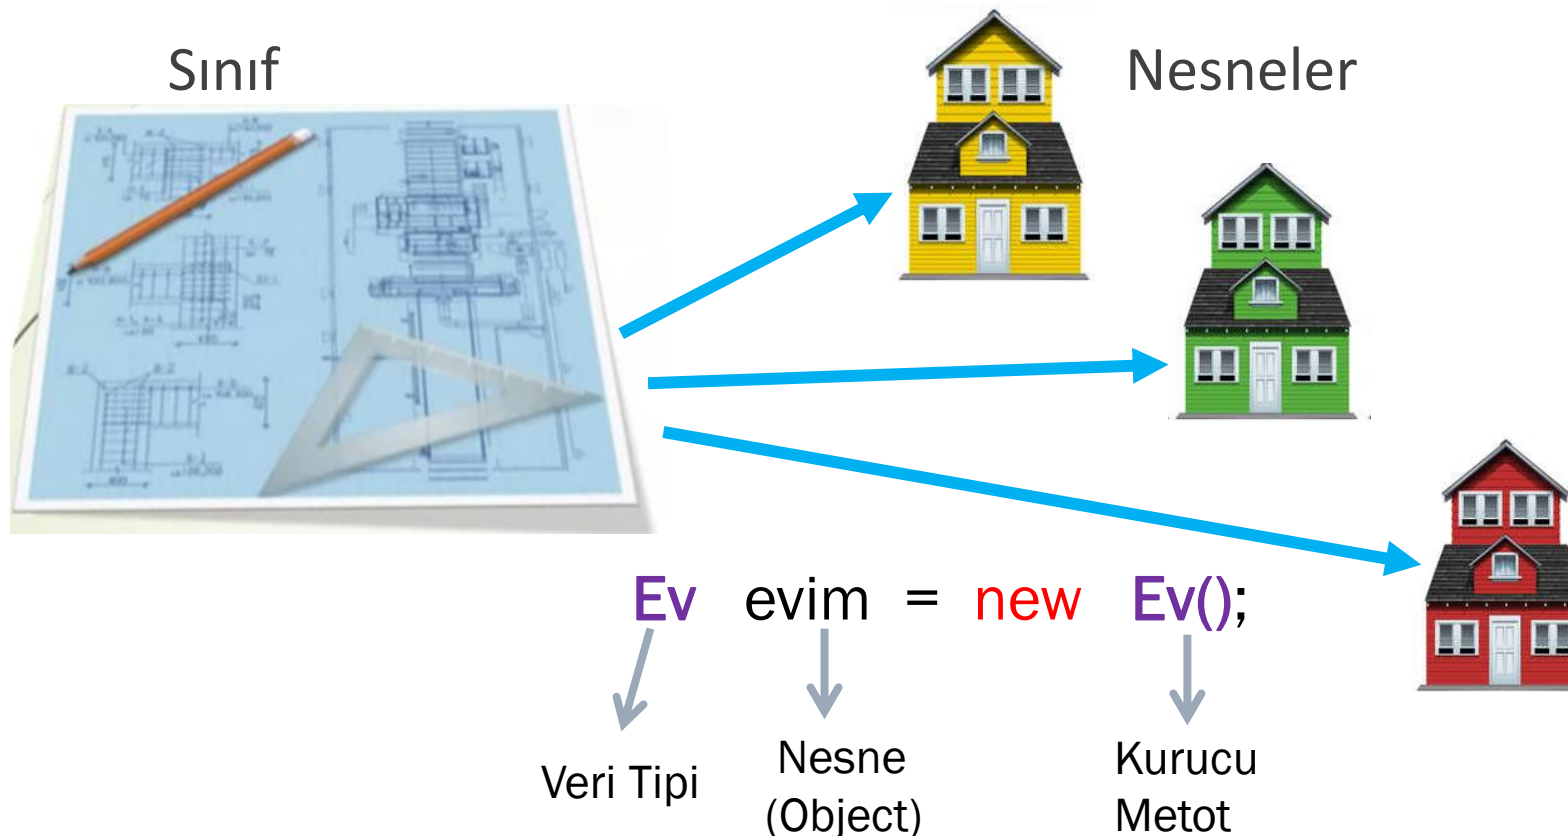 Sınıf
Nesneler
Ev evim = new Ev();
Veri Tipi
Nesne
(Object)
Kurucu
Metot